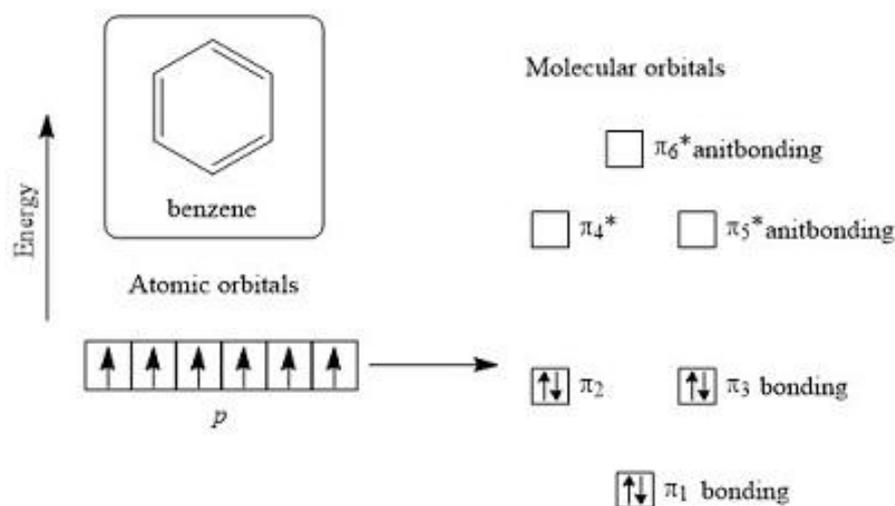 Molecular orbitals
π6* anitbonding
benzene
π4*
π5* anitbonding
Energy
Atomic orbitals
p
π2
π3 bonding
π1 bonding